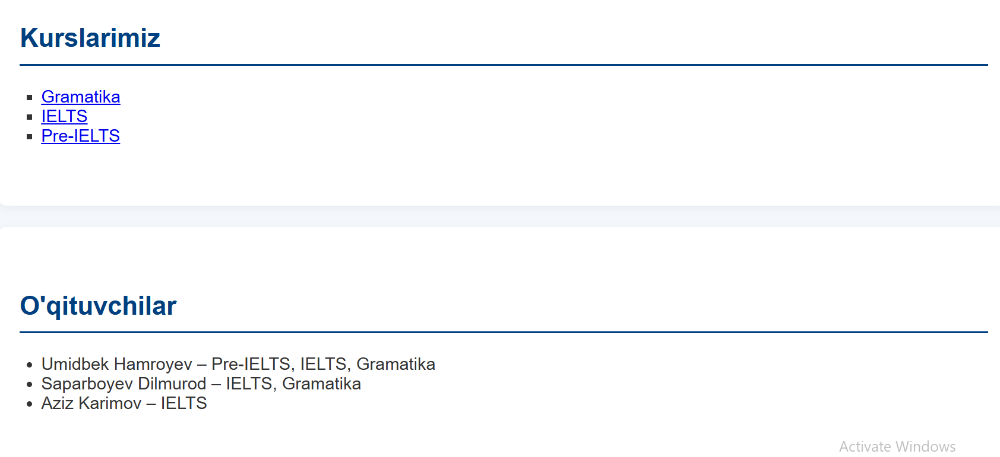 Kurslarimiz
Gramatika
IELTS
Pre-IELTS
O'qituvchilar
Umidbek Hamroyev – Pre-IELTS, IELTS, Gramatika
Saparboyev Dilmurod – IELTS, Gramatika
Aziz Karimov – IELTS
Activate Windows